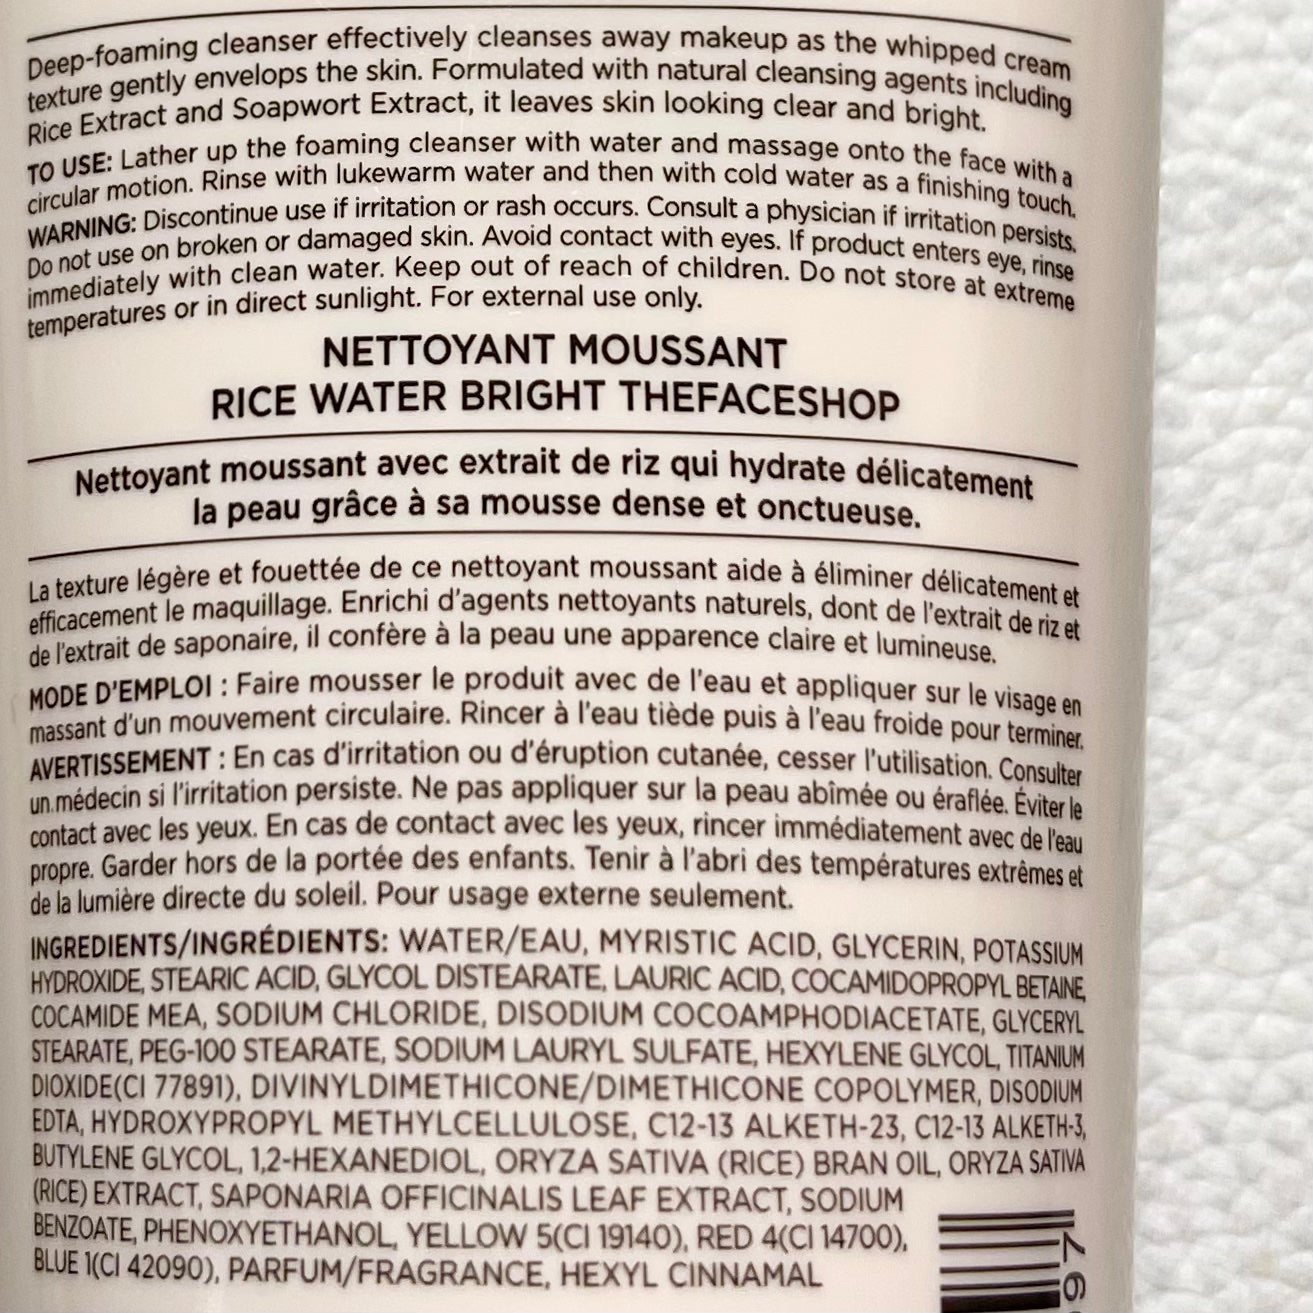 Deep-foaming cleanser effectively cleanses away makeup as the whipped cream
texture gently envelops the skin. Formulated with natural cleansing agents including
Rice Extract and Soapwort Extract, it leaves skin looking clear and bright.
TO USE: Lather up the foaming cleanser with water and massage onto the face with a
circular motion. Rinse with lukewarm water and then with cold water as a finishing touch.
WARNING: Discontinue use if irritation or rash occurs. Consult a physician if irritation persists.
Do not use on broken or damaged skin. Avoid contact with eyes. If product enters eye, rinse
immediately with clean water. Keep out of reach of children. Do not store at extreme
temperatures or in direct sunlight. For external use only.
NETTOYANT MOUSSANT
RICE WATER BRIGHT THEFACESHOP
Nettoyant moussant avec extrait de riz qui hydrate délicatement
la peau grâce à sa mousse dense et onctueuse.
La texture légère et fouettée de ce nettoyant moussant aide à éliminer délicatement et
efficacement le maquillage. Enrichi d'agents nettoyants naturels, dont de l'extrait de riz et
de l'extrait de saponaire, il confère à la peau une apparence claire et lumineuse.
MODE D'EMPLOI : Faire mousser le produit avec de l'eau et appliquer sur le visage en
massant d'un mouvement circulaire. Rincer à l'eau tiède puis à l'eau froide pour terminer.
AVERTISSEMENT : En cas d'irritation ou d'éruption cutanée, cesser l'utilisation. Consulter
un médecin si l'irritation persiste. Ne pas appliquer sur la peau abîmée ou éraflée. Éviter le
contact avec les yeux. En cas de contact avec les yeux, rincer immédiatement avec de l'eau
propre. Garder hors de la portée des enfants. Tenir à l'abri des températures extrêmes et
de la lumière directe du soleil. Pour usage externe seulement.
INGREDIENTS/INGRÉDIENTS: WATER/EAU, MYRISTIC ACID, GLYCERIN, POTASSIUM
HYDROXIDE, STEARIC ACID, GLYCOL DISTEARATE, LAURIC ACID, COCAMIDOPROPYL BETAINE,
COCAMIDE MEA, SODIUM CHLORIDE, DISODIUM COCOAMPHODIACETATE, GLYCERYL
STEARATE, PEG-100 STEARATE, SODIUM LAURYL SULFATE, HEXYLENE GLYCOL, TITANIUM
DIOXIDE(CI 77891), DIVINYLDIMETHICONE/DIMETHICONE COPOLYMER, DISODIUM
EDTA, HYDROXYPROPYL METHYLCELLULOSE, C12-13 ALKETH-23, C12-13 ALKETH-3,
BUTYLENE GLYCOL, 1,2-HEXANEDIOL, ORYZA SATIVA (RICE) BRAN OIL, ORYZA SATIVA
(RICE) EXTRACT, SAPONARIA OFFICINALIS LEAF EXTRACT, SODIUM
BENZOATE, PHENOXYETHANOL, YELLOW 5(CI 19140), RED 4(CI 14700),
BLUE 1(CI 42090), PARFUM/FRAGRANCE, HEXYL CINNAMAL